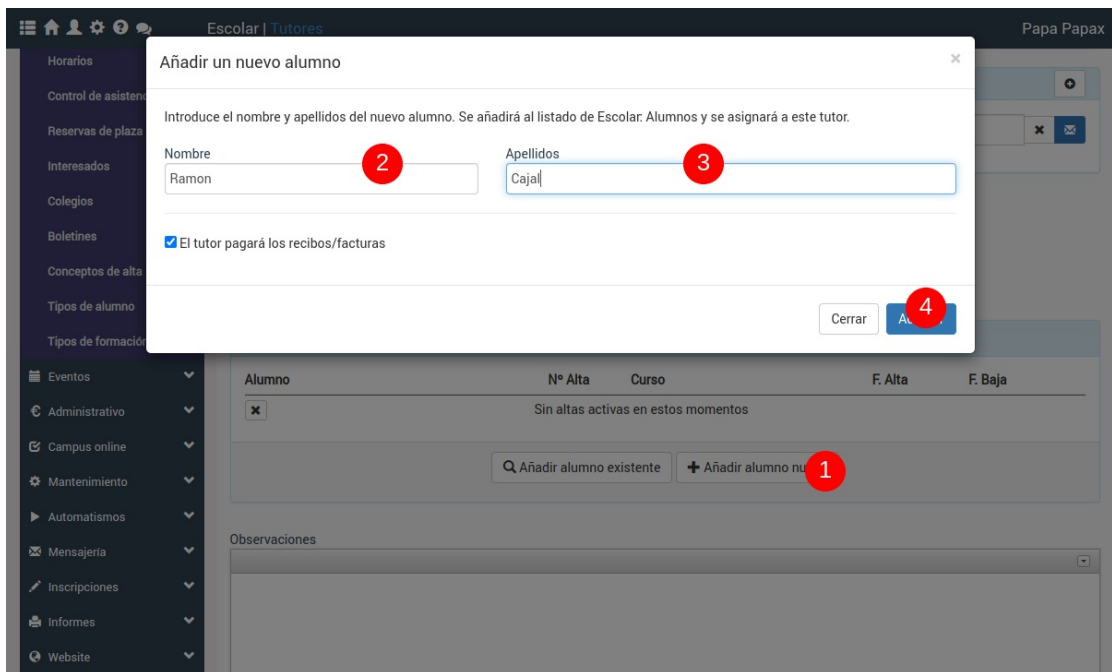 Escolar | Tutores
Papa Papax
Horarios
Control de
Reservas de plaza
Interesados
Colegios
Boletines
Conceptos de alta
Tipos de alumno
Tipos de formación
Eventos
Administrativo
Campus online
Mantenimiento
Automatismos
Mensajería
Inscripciones
Informes
Website
Añadir un nuevo alumno
×
Introduce el nombre y apellidos del nuevo alumno. Se añadirá al listado de Escolar: Alumnos y se asignará a este tutor.
Nombre
2
Apellidos
3
Ramon
Cajal
El tutor pagará los recibos/facturas
Cerrar
4
Alumno Nº Alta Curso F. Alta F. Baja
Sin altas activas en estos momentos
Añadir alumno existente
Añadir alumno
1
Observaciones